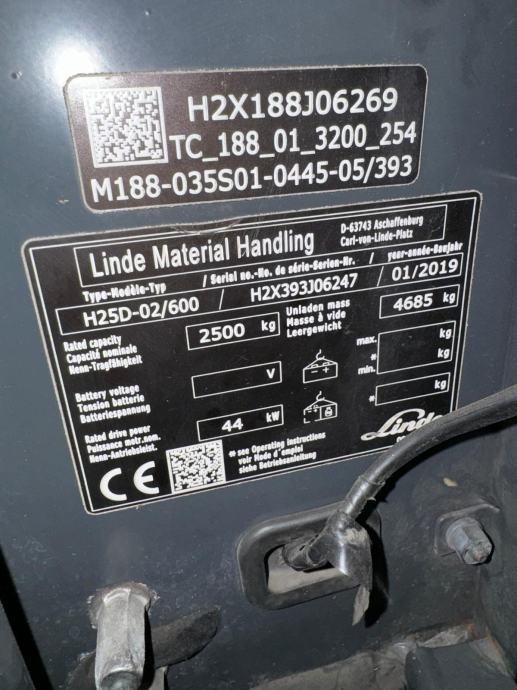 H2X188J06269
TC_188_01_3200_254
M188-035S01-0445-05/393
Linde Material Handling
D-63743 Aschaffenburg
Carl-von-Linde-Platz
Type-Modèle-Typ / Serial no.-No. de série-Serien-Nr. / year-année-Baujahr
H25D-02/600 / H2X393J06247 / 01/2019
Rated capacity
Capacité nominale
Nenn-Tragfähigkeit
2500 kg
Unladen mass
Masse à vide
Leergewicht
4685 kg
Battery voltage
Tension batterie
Batteriespannung
V
- +
max. kg
* kg
min.
* kg
Rated drive power
Puissance motr.nom.
Nenn-Antriebsleist.
44 kW
* see Operating Instructions
voir Mode d'emploi
siehe Betriebsanleitung
CE
Linde